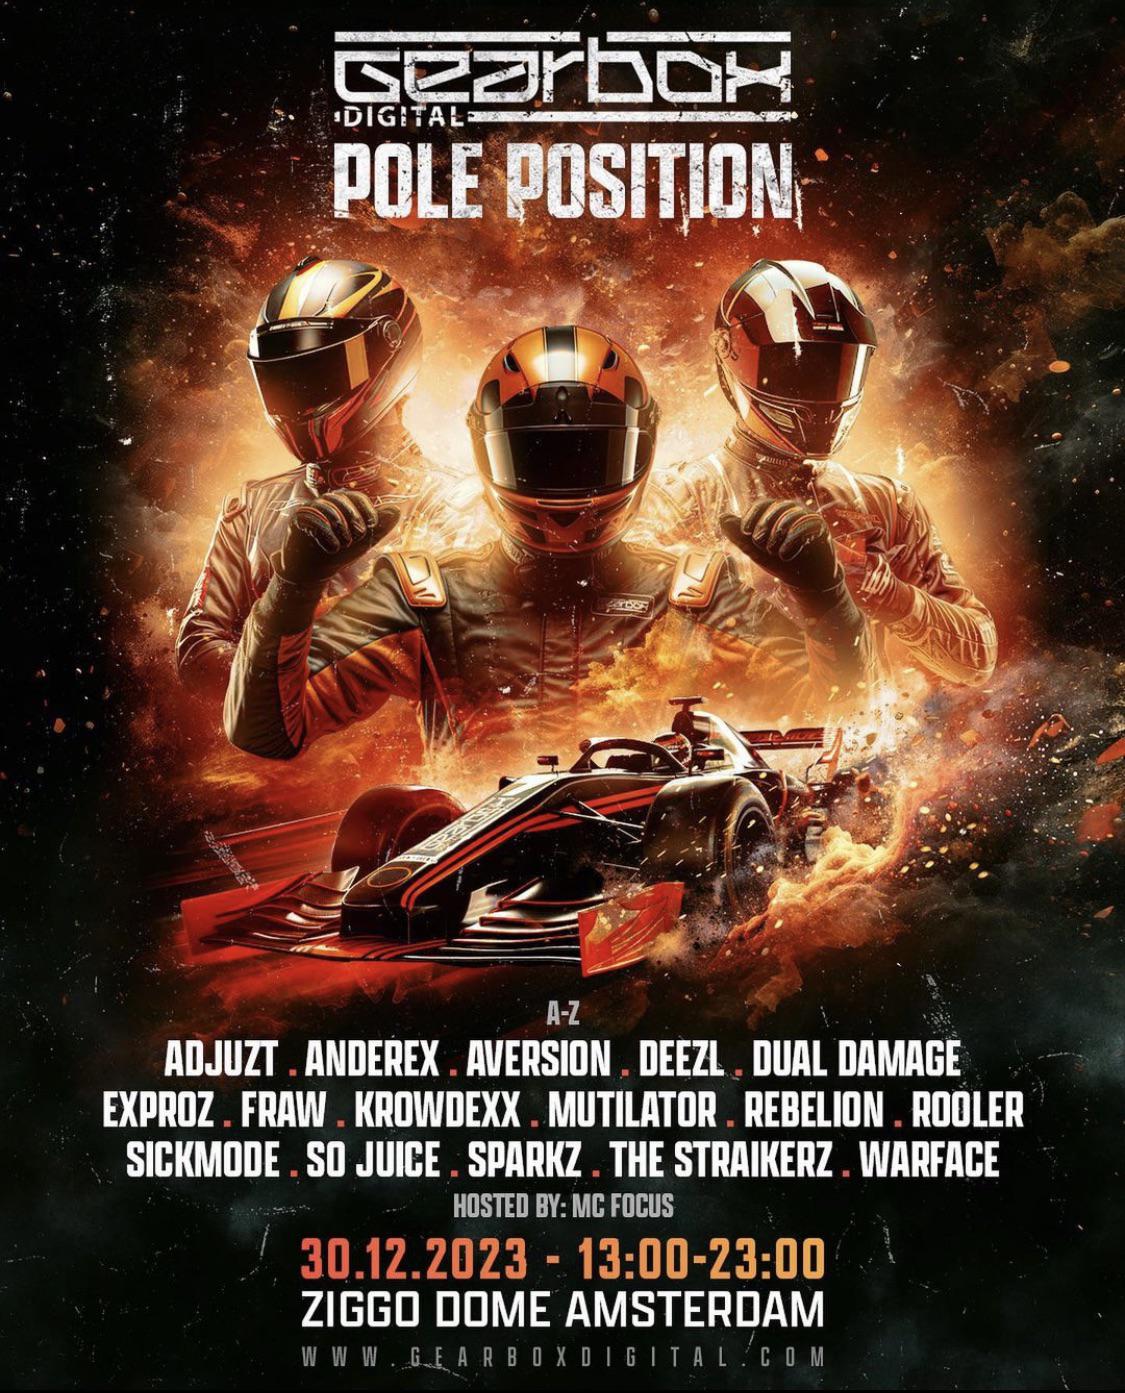 Gearbox
DIGITAL
POLE POSITION
Gearbox
A-Z
ADJUZT . ANDEREX . AVERSION . DEEZL . DUAL DAMAGE
EXPROZ . FRAW . KROWDEXX . MUTILATOR . REBELION . ROOLER
SICKMODE . SO JUICE . SPARKZ . THE STRAIKERZ . WARFACE
HOSTED BY: MC FOCUS
30.12.2023 - 13:00-23:00
ZIGGO DOME AMSTERDAM
WWW.GEARBOXDIGITAL.COM